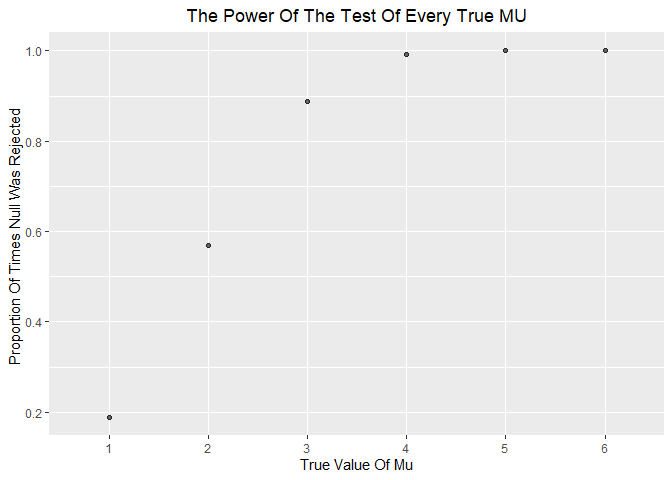 The Power Of The Test Of Every True MU
Proportion Of Times Null Was Rejected
1.0
0.8
0.6
0.4
0.2
1 2 3 4 5 6
True Value Of Mu